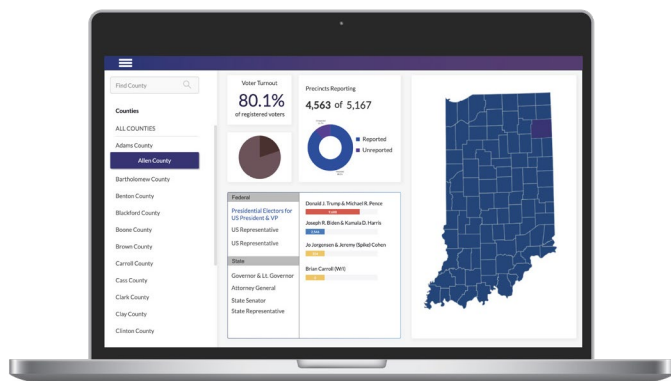 Find County
Counties
ALL COUNTIES
Adams County
Allen County
Bartholomew County
Benton County
Blackford County
Boone County
Brown County
Carroll County
Cass County
Clark County
Clay County
Clinton County
Voter Turnout
80.1%
of registered voters
Precincts Reporting
4,563 of 5,167
Reported
Unreported
Federal
Presidential Electors for
US President & VP
US Representative
US Representative
State
Governor & Lt. Governor
Attorney General
State Senator
State Representative
Donald J. Trump & Michael R. Pence
Joseph R. Biden & Kamala D. Harris
Jo Jorgensen & Jeremy (Spike) Cohen
Brian Carroll (W/I)